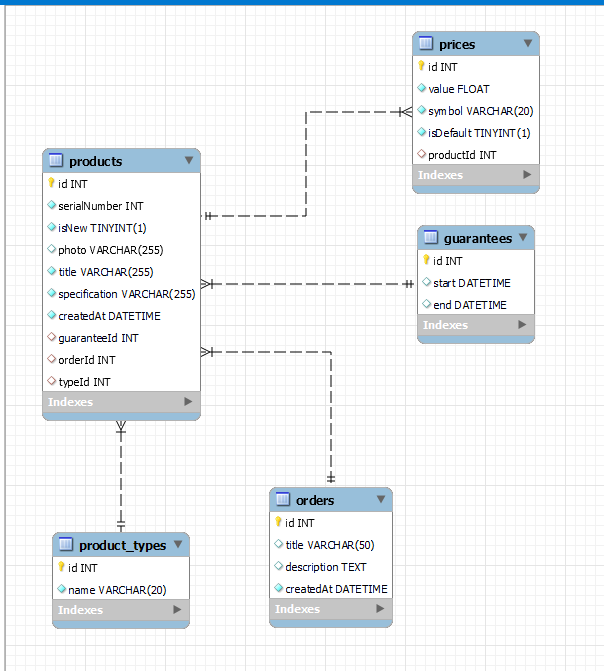 prices
id INT
value FLOAT
symbol VARCHAR(20)
isDefault TINYINT(1)
productId INT
Indexes
products
id INT
serialNumber INT
isNew TINYINT(1)
photo VARCHAR(255)
title VARCHAR(255)
specification VARCHAR(255)
createdAt DATETIME
guaranteeId INT
orderId INT
typeId INT
Indexes
guarantees
id INT
start DATETIME
end DATETIME
Indexes
orders
id INT
title VARCHAR(50)
description TEXT
createdAt DATETIME
Indexes
product_types
id INT
name VARCHAR(20)
Indexes